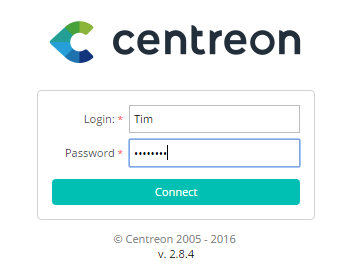 centreon
Login: * Tim
Password * ••••••••
Connect
© Centreon 2005 - 2016
v. 2.8.4